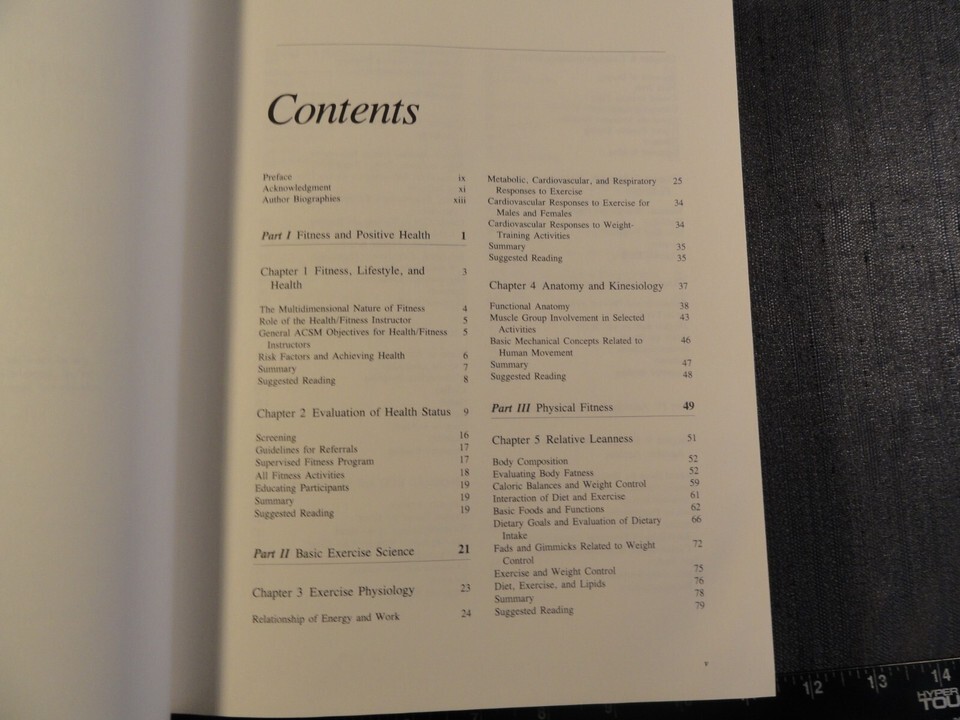 Contents
Preface ix
Acknowledgment xi
Author Biographies xiii
Part I Fitness and Positive Health 1
Chapter 1 Fitness, Lifestyle, and 3
Health
The Multidimensional Nature of Fitness 4
Role of the Health/Fitness Instructor 5
General ACSM Objectives for Health/Fitness 5
Instructors
Risk Factors and Achieving Health 6
Summary 7
Suggested Reading 8
Chapter 2 Evaluation of Health Status 9
Screening 16
Guidelines for Referrals 17
Supervised Fitness Program 17
All Fitness Activities 18
Educating Participants 19
Summary 19
Suggested Reading 19
Part II Basic Exercise Science 21
Chapter 3 Exercise Physiology 23
Relationship of Energy and Work 24
Metabolic, Cardiovascular, and Respiratory 25
Responses to Exercise
Cardiovascular Responses to Exercise for 34
Males and Females
Cardiovascular Responses to Weight- 34
Training Activities
Summary 35
Suggested Reading 35
Chapter 4 Anatomy and Kinesiology 37
Functional Anatomy 38
Muscle Group Involvement in Selected 43
Activities
Basic Mechanical Concepts Related to 46
Human Movement
Summary 47
Suggested Reading 48
Part III Physical Fitness 49
Chapter 5 Relative Leanness 51
Body Composition 52
Evaluating Body Fatness 52
Caloric Balances and Weight Control 59
Interaction of Diet and Exercise 61
Basic Foods and Functions 62
Dietary Goals and Evaluation of Dietary 66
Intake
Fads and Gimmicks Related to Weight 72
Control
Exercise and Weight Control 75
Diet, Exercise, and Lipids 76
Summary 78
Suggested Reading 79
v
12 13 14
HYPER
TOU